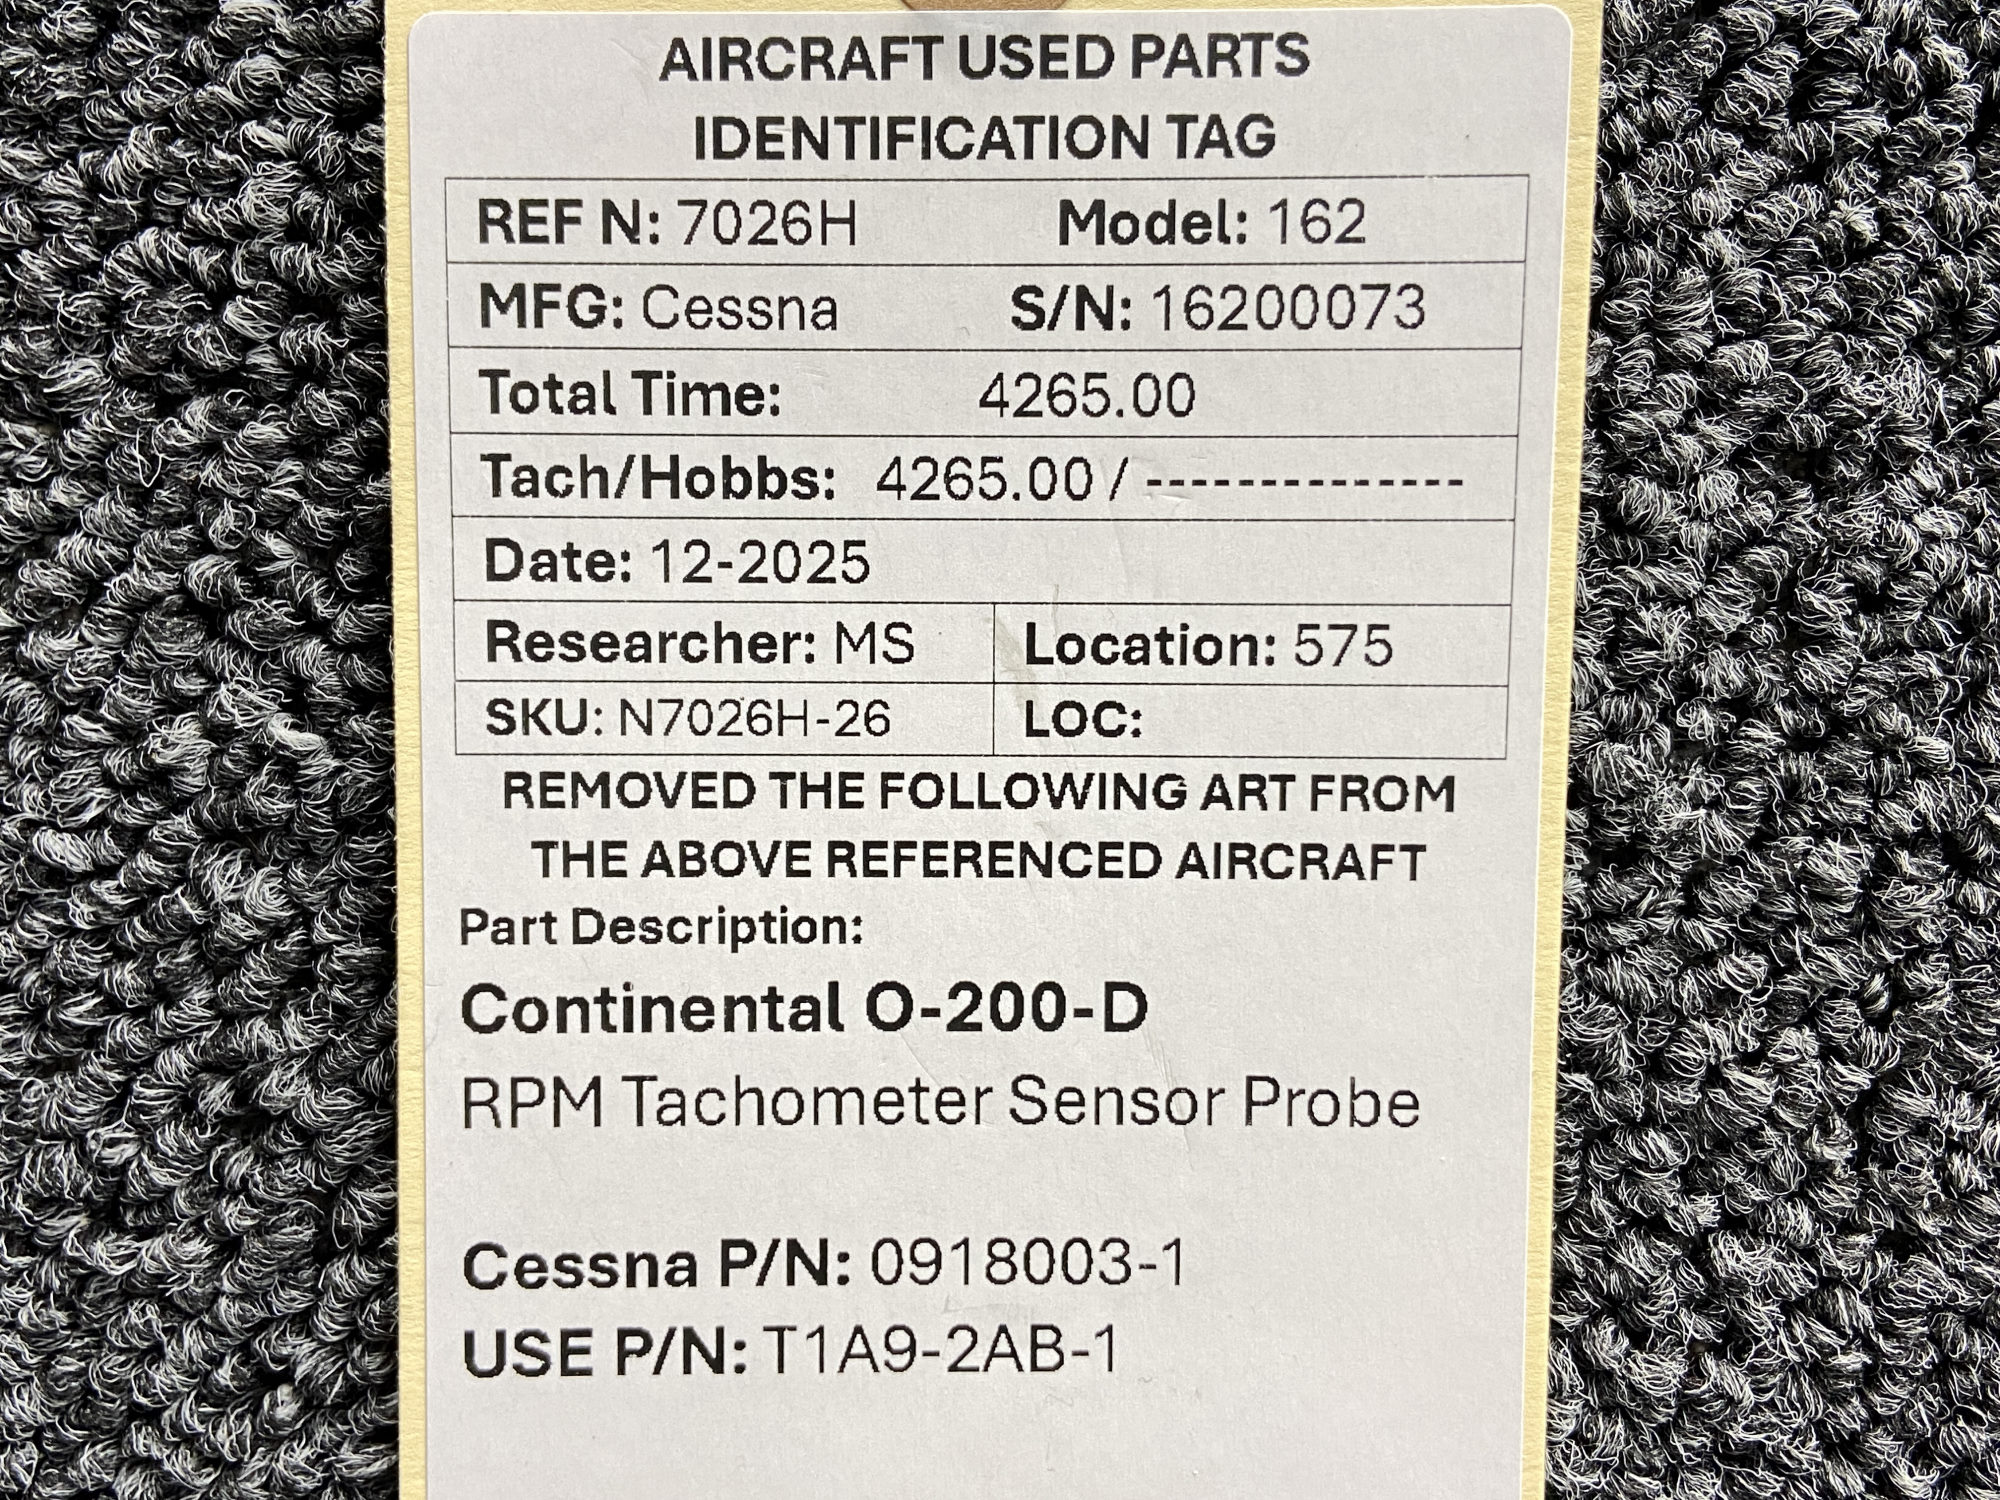 AIRCRAFT USED PARTS
IDENTIFICATION TAG
REF N: 7026H Model: 162
MFG: Cessna S/N: 16200073
Total Time: 4265.00
Tach/Hobbs: 4265.00 / --------------
Date: 12-2025
Researcher: MS Location: 575
SKU: N7026H-26 LOC:
REMOVED THE FOLLOWING ART FROM
THE ABOVE REFERENCED AIRCRAFT
Part Description:
Continental O-200-D
RPM Tachometer Sensor Probe
Cessna P/N: 0918003-1
USE P/N: T1A9-2AB-1